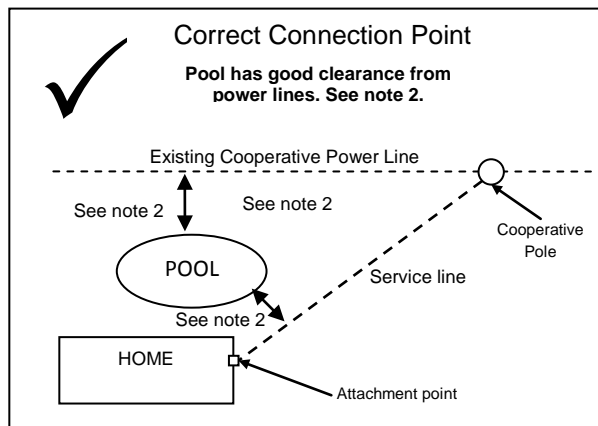 Correct Connection Point
Pool has good clearance from
power lines. See note 2.
Existing Cooperative Power Line
See note 2
See note 2
Cooperative
Pole
POOL
Service line
See note 2
HOME
Attachment point